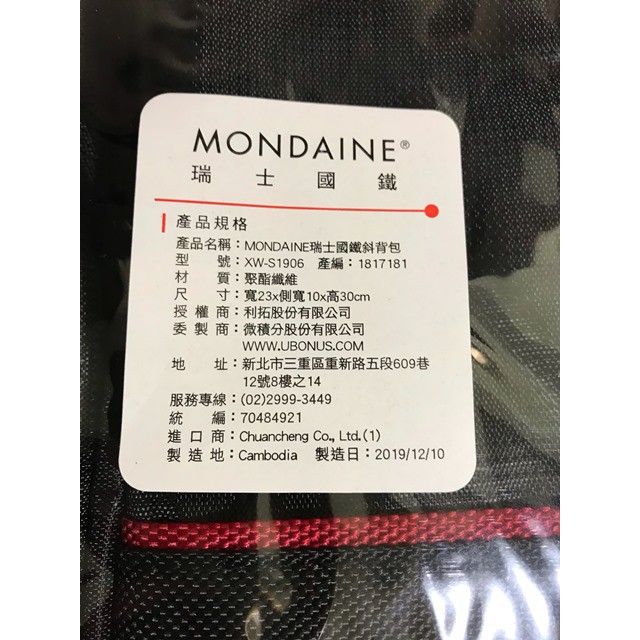 MONDAINE®
瑞士國鐵
產品規格
產品名稱：MONDAINE瑞士國鐵斜背包
型號：XW-S1906 產編：1817181
材質：聚酯纖維
尺寸：寬23x側寬10x高30cm
授權商：利拓股份有限公司
委製商：微積分股份有限公司
WWW.UBONUS.COM
地址：新北市三重區重新路五段609巷
12號8樓之14
服務專線：(02)2999-3449
統編：70484921
進口商：Chuancheng Co., Ltd.(1)
製造地：Cambodia 製造日：2019/12/10